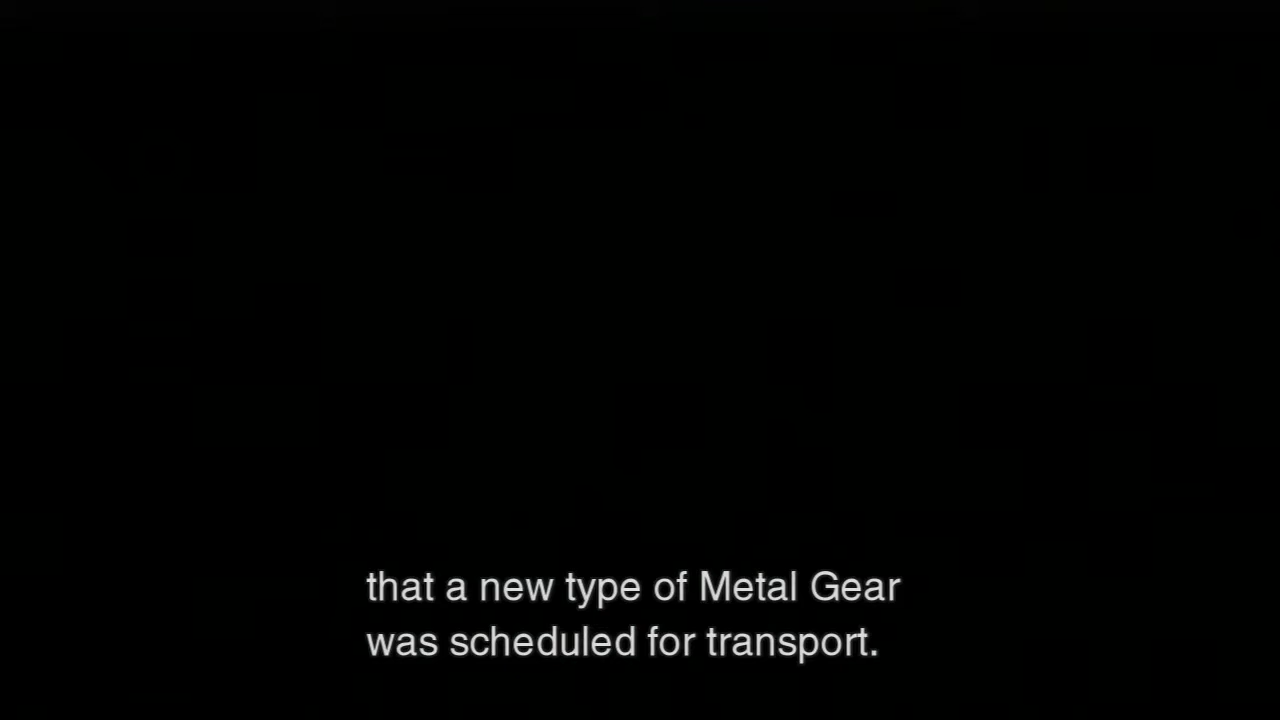 that a new type of Metal Gear
was scheduled for transport.